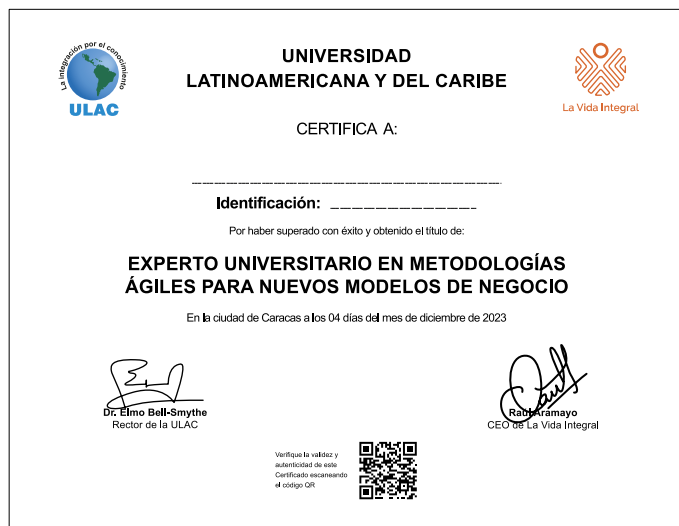 La integración por el conocimiento
ULAC
UNIVERSIDAD
LATINOAMERICANA Y DEL CARIBE
La Vida Integral
CERTIFICA A:
Identificación:
Por haber superado con éxito y obtenido el título de:
EXPERTO UNIVERSITARIO EN METODOLOGÍAS
ÁGILES PARA NUEVOS MODELOS DE NEGOCIO
En la ciudad de Caracas a los 04 días del mes de diciembre de 2023
Dr. Elmo Bell-Smythe
Rector de la ULAC
Raúl Aramayo
CEO de La Vida Integral
Verifique la validez y
autenticidad de este
Certificado escaneando
el código QR